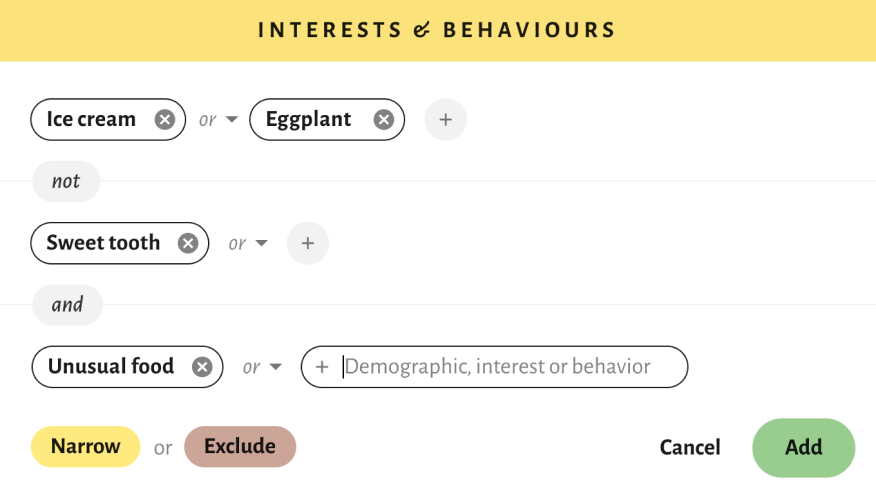 INTERESTS & BEHAVIOURS
Ice cream or Eggplant +
not
Sweet tooth or +
and
Unusual food or + Demographic, interest or behavior
Narrow or Exclude Cancel Add